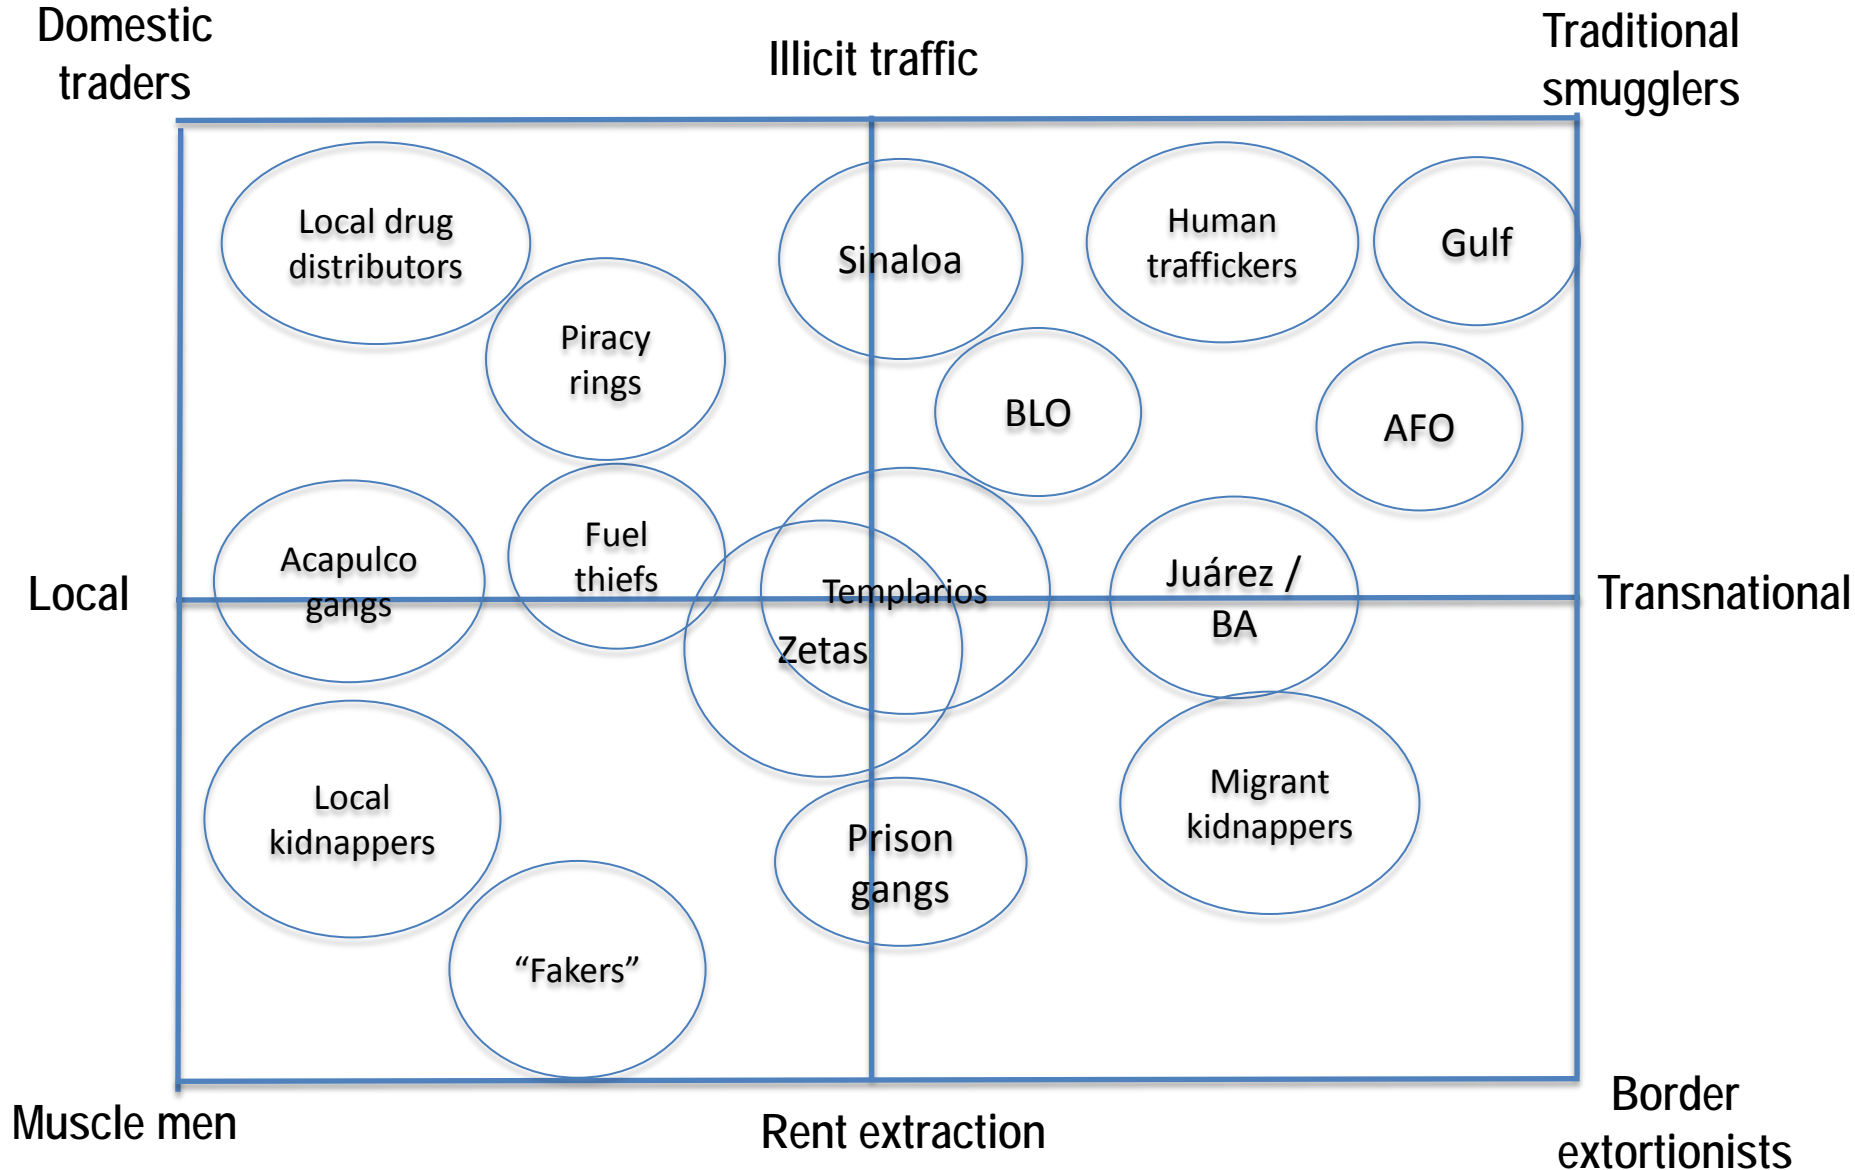 Domestic
traders
Illicit traffic
Traditional
smugglers
Local drug
distributors
Sinaloa
Human
traffickers
Gulf
Piracy
rings
BLO
AFO
Acapulco
gangs
Fuel
thiefs
Templarios
Zetas
Juárez /
BA
Local
Transnational
Local
kidnappers
Prison
gangs
Migrant
kidnappers
“Fakers”
Muscle men
Rent extraction
Border
extortionists